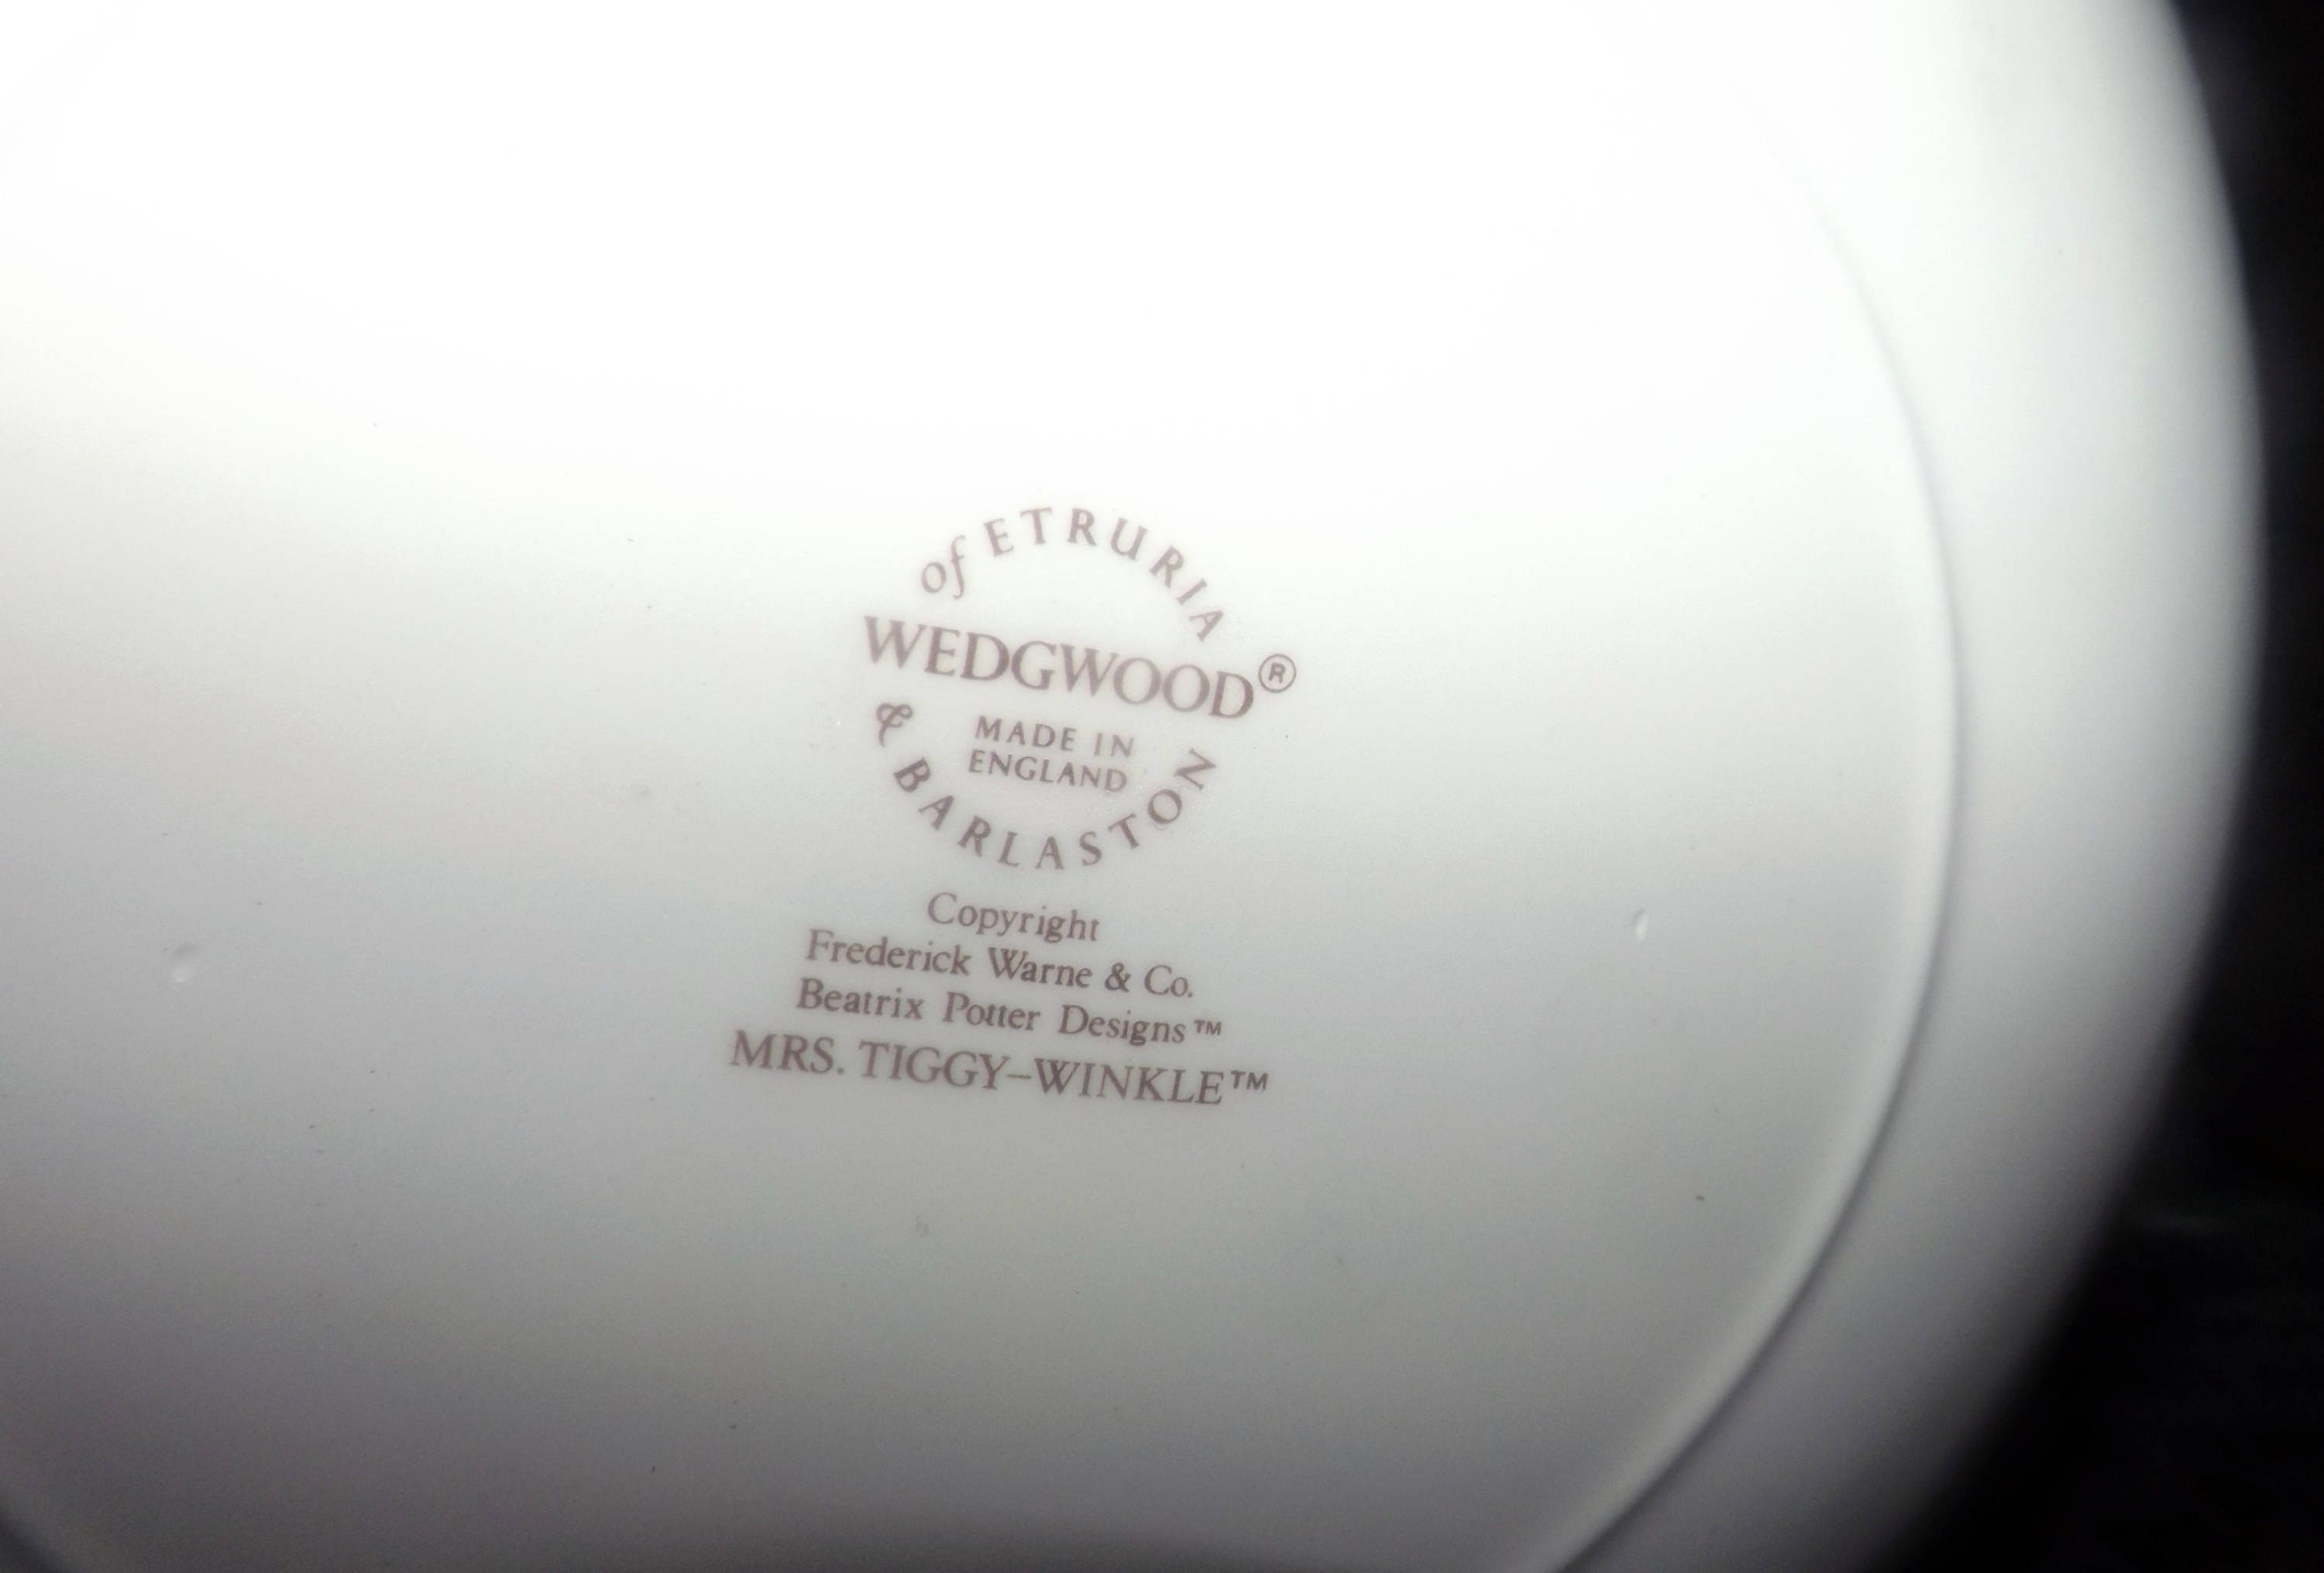 of ETRURIA
WEDGWOOD®
MADE IN
ENGLAND
& BARLASTON
Copyright
Frederick Warne & Co.
Beatrix Potter Designs™
MRS. TIGGY–WINKLE™